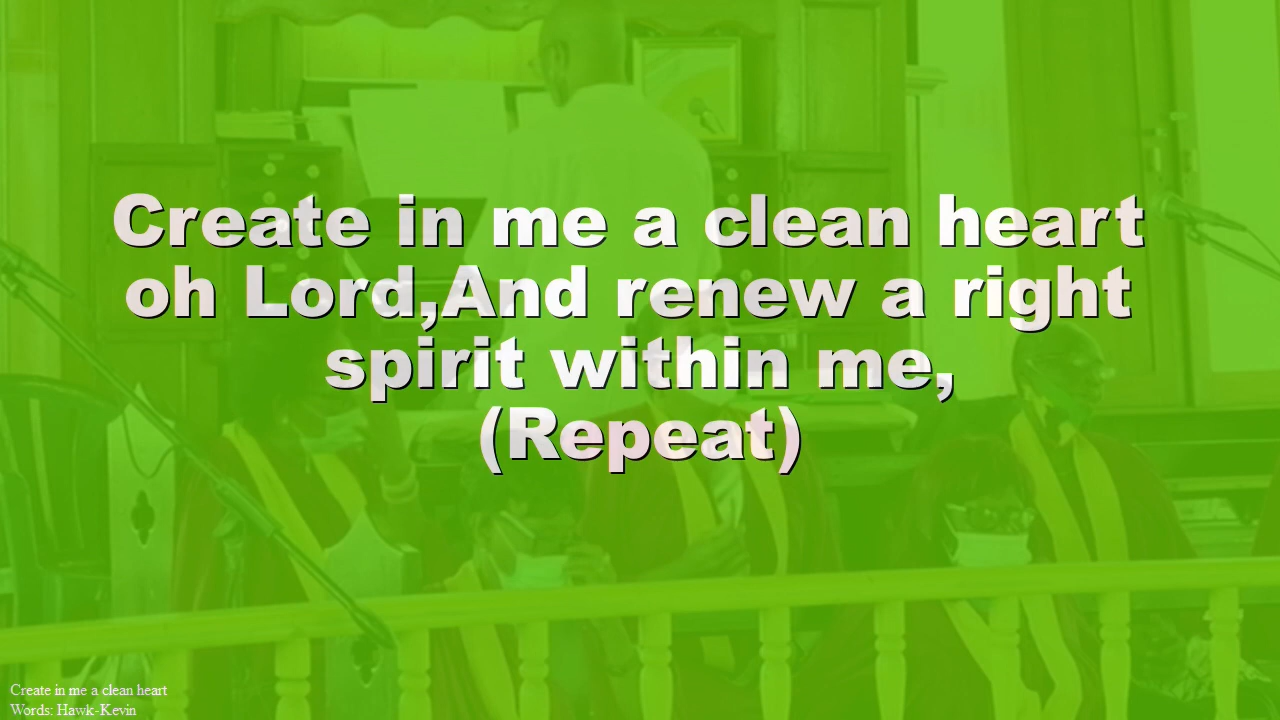 Create in me a clean heart
oh Lord,And renew a right
spirit within me,
(Repeat)
Create in me a clean heart
Words: Hawk-Kevin